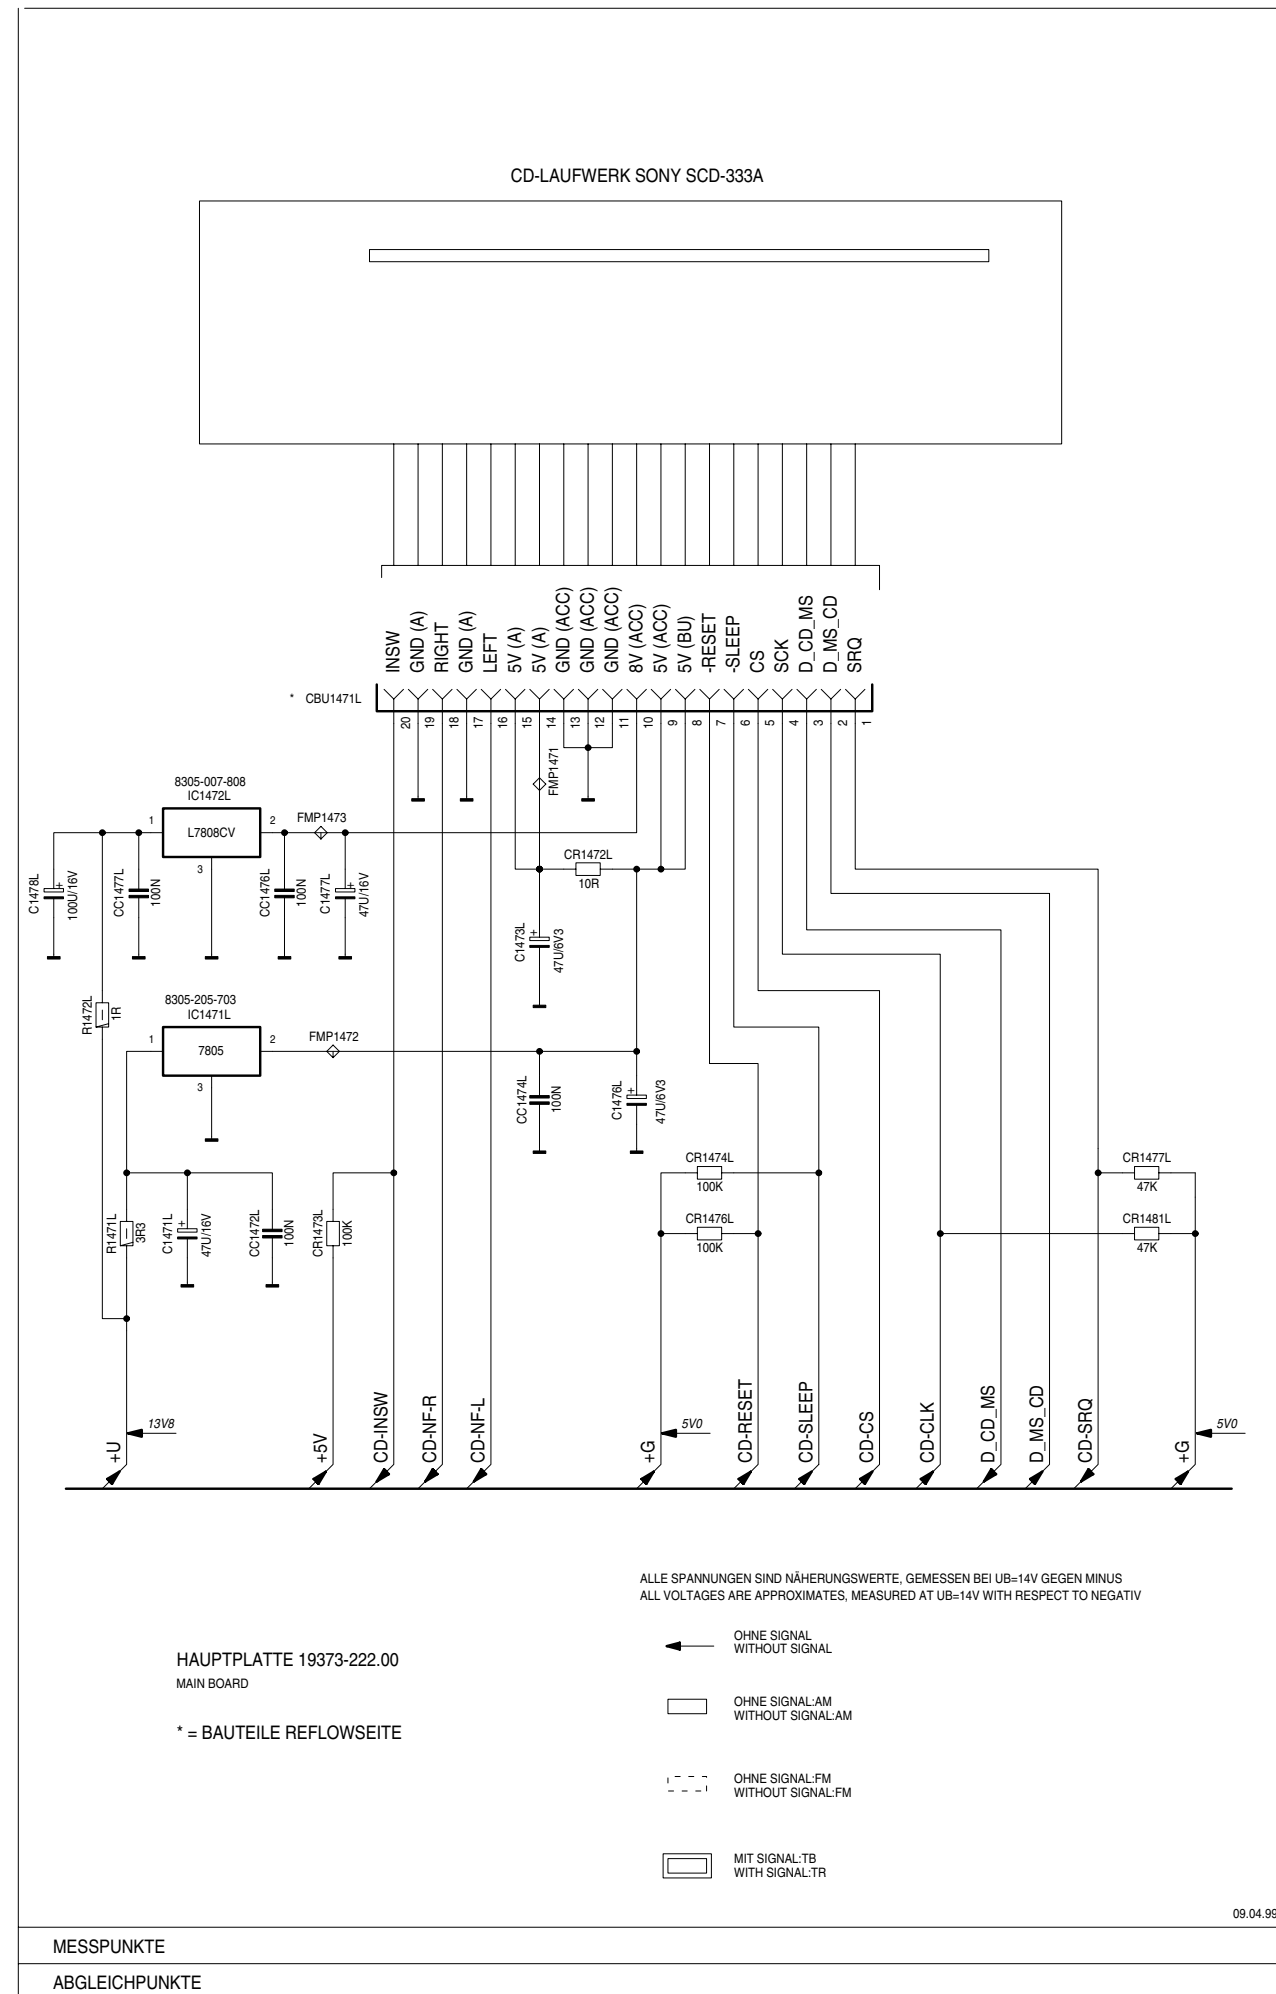 CD-LAUFWERK SONY SCD-333A
INSW
GND (A)
RIGHT
GND (A)
LEFT
5V (A)
5V (A)
GND (ACC)
GND (ACC)
GND (ACC)
8V (ACC)
5V (ACC)
5V (BU)
-RESET
-SLEEP
CS
SCK
D_CD_MS
D_MS_CD
SRQ
* CBU1471L
20 19 18 17 16 15 14 13 12 11 10 9 8 7 6 5 4 3 2 1
FMP1471
8305-007-808
IC1472L
1
L7808CV
2
3
FMP1473
C1478L
+
100U/16V
CC1477L
100N
CC1476L
100N
C1477L
+
47U/16V
CR1472L
10R
C1473L
+
47U/6V3
R1472L
1R
8305-205-703
IC1471L
1
7805
2
3
FMP1472
CC1474L
100N
C1476L
+
47U/6V3
CR1474L
100K
CR1477L
47K
R1471L
3R3
C1471L
+
47U/16V
CC1472L
100N
CR1473L
100K
CR1476L
100K
CR1481L
47K
+U
13V8
+5V
CD-INSW
CD-NF-R
CD-NF-L
+G
5V0
CD-RESET
CD-SLEEP
CD-CS
CD-CLK
D_CD_MS
D_MS_CD
CD-SRQ
+G
5V0
ALLE SPANNUNGEN SIND NÄHERUNGSWERTE, GEMESSEN BEI UB=14V GEGEN MINUS
ALL VOLTAGES ARE APPROXIMATES, MEASURED AT UB=14V WITH RESPECT TO NEGATIV
OHNE SIGNAL
WITHOUT SIGNAL
HAUPTPLATTE 19373-222.00
MAIN BOARD
OHNE SIGNAL:AM
WITHOUT SIGNAL:AM
* = BAUTEILE REFLOWSEITE
OHNE SIGNAL:FM
WITHOUT SIGNAL:FM
MIT SIGNAL:TB
WITH SIGNAL:TR
09.04.99
MESSPUNKTE
ABGLEICHPUNKTE